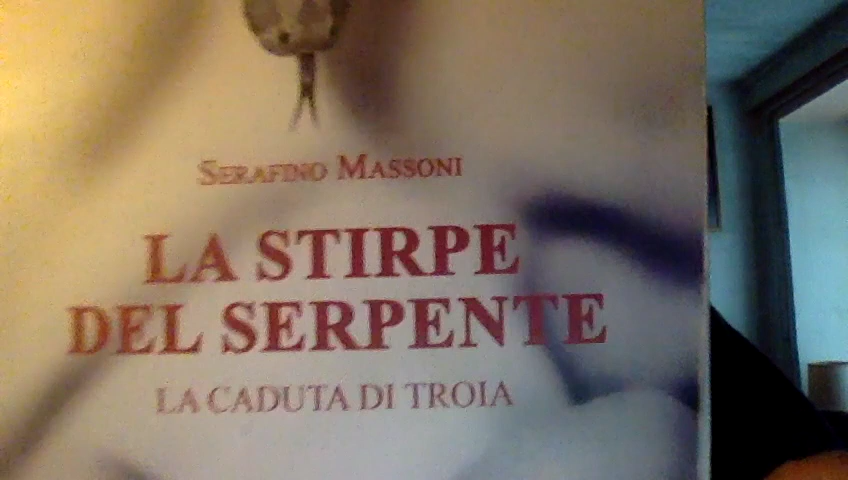 SERAFINO MASSONI
LA STIRPE
DEL SERPENTE
LA CADUTA DI TROIA